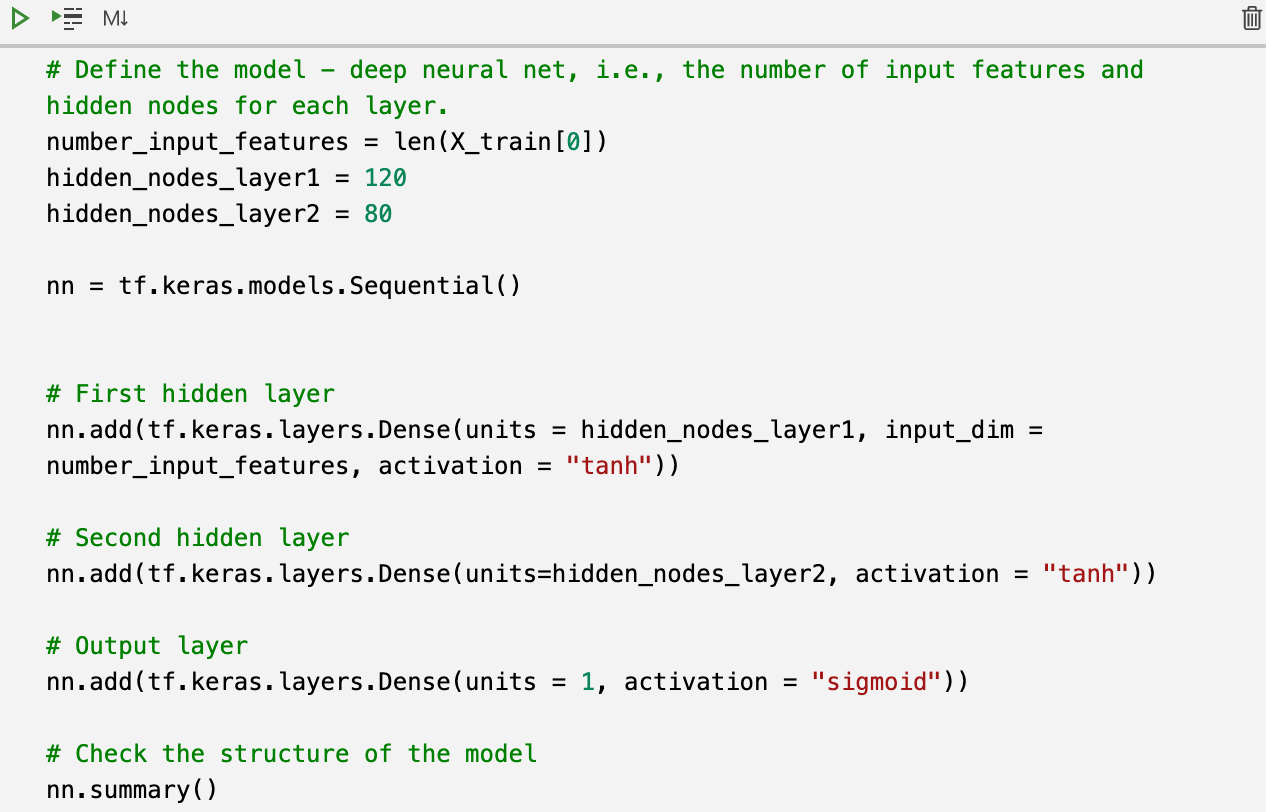 M↓
# Define the model – deep neural net, i.e., the number of input features and
hidden nodes for each layer.
number_input_features = len(X_train[0])
hidden_nodes_layer1 = 120
hidden_nodes_layer2 = 80
nn = tf.keras.models.Sequential()
# First hidden layer
nn.add(tf.keras.layers.Dense(units = hidden_nodes_layer1, input_dim =
number_input_features, activation = "tanh"))
# Second hidden layer
nn.add(tf.keras.layers.Dense(units=hidden_nodes_layer2, activation = "tanh"))
# Output layer
nn.add(tf.keras.layers.Dense(units = 1, activation = "sigmoid"))
# Check the structure of the model
nn.summary()